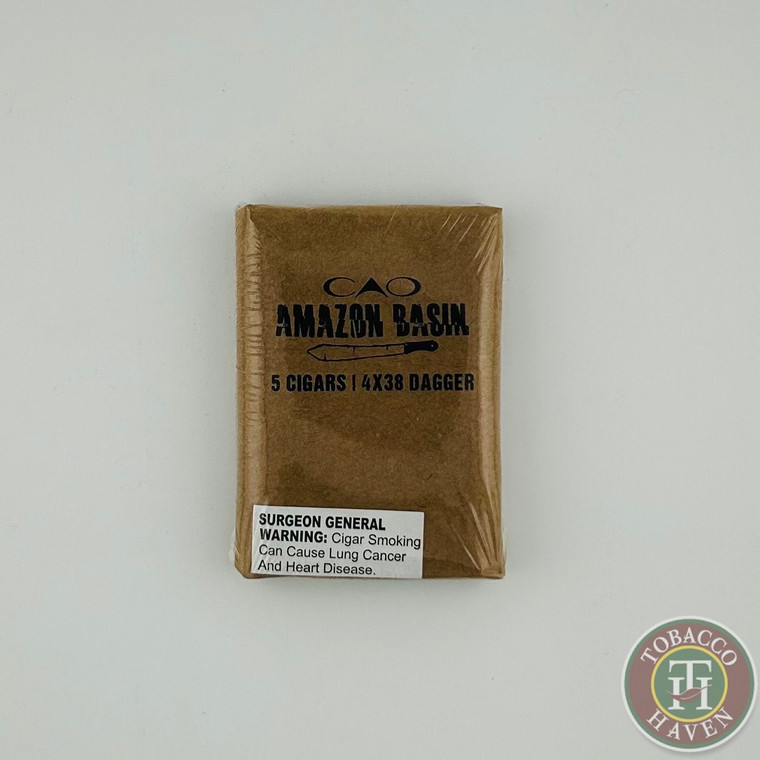 CAO
AMAZON BASIN
5 CIGARS | 4X38 DAGGER
SURGEON GENERAL
WARNING: Cigar Smoking
Can Cause Lung Cancer
And Heart Disease.
TOBACCO
TH
HAVEN